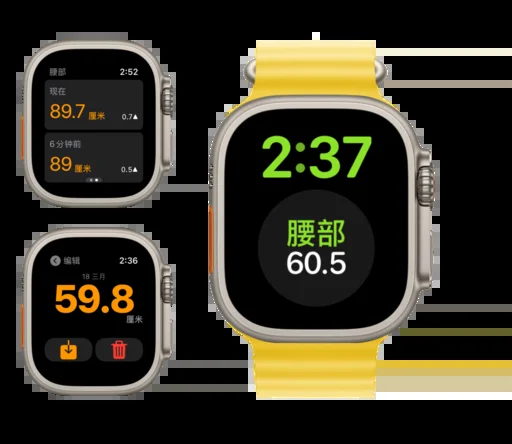 腰部 2:52
现在
89.7 厘米 0.7▲
6分钟前
89 厘米 0.5▲
编辑 2:36
18 三月
59.8
厘米
2:37
腰部
60.5